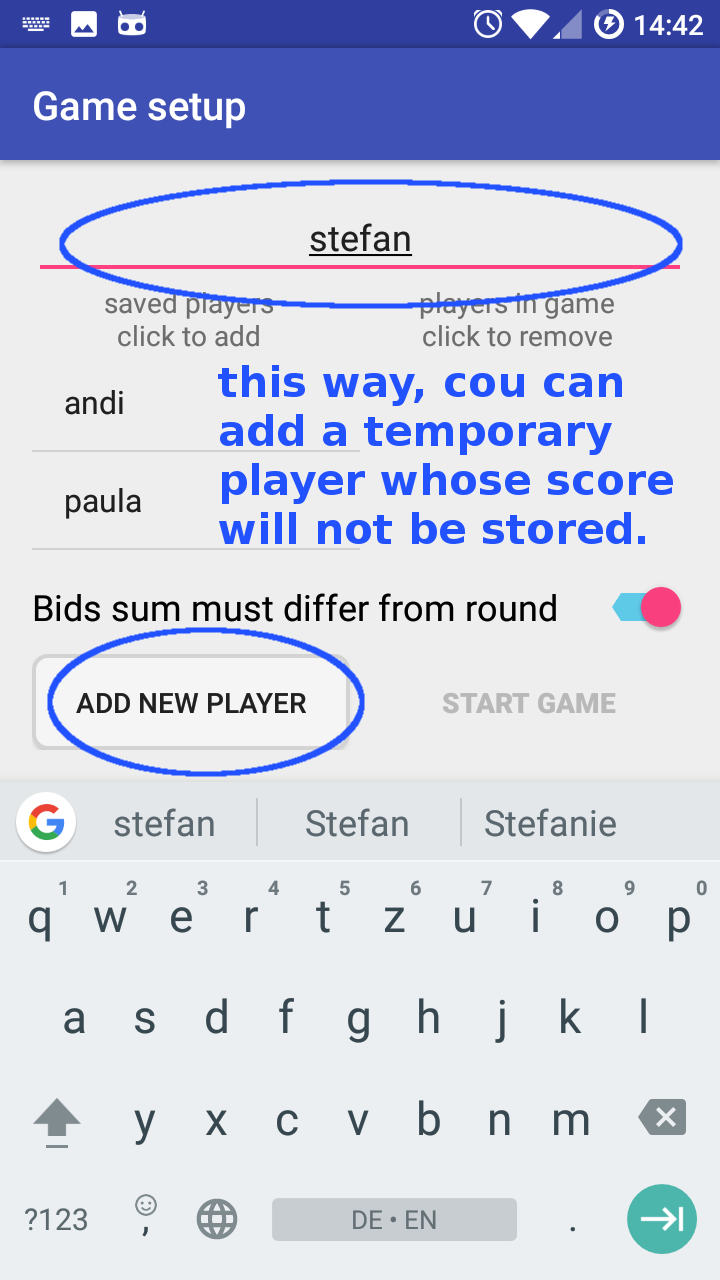 14:42
Game setup
stefan
saved players players in game
click to add click to remove
this way, cou can
andi
add a temporary
player whose score
paula
will not be stored.
Bids sum must differ from round
ADD NEW PLAYER START GAME
G stefan Stefan Stefanie
1 2 3 4 5 6 7 8 9 0
q w e r t z u i o p
a s d f g h j k l
y x c v b n m
?123 , DE • EN .